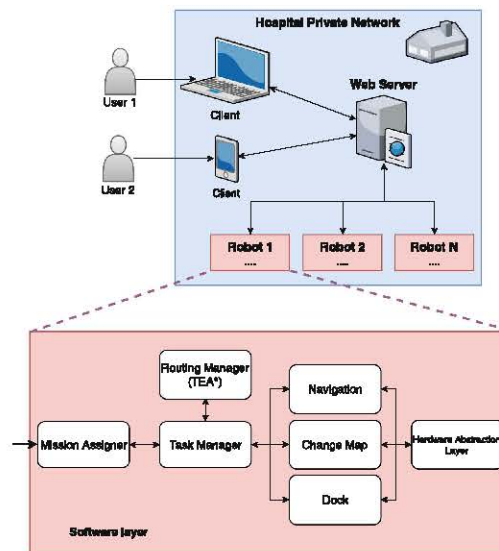 Hospital Private Network
User 1
Client
Web Server
User 2
Client
Robot 1
....
Robot 2
....
Robot N
....
Routing Manager
(TEA*)
Navigation
Mission Assigner
Task Manager
Change Map
Hardware Abstraction
Layer
Dock
Software layer